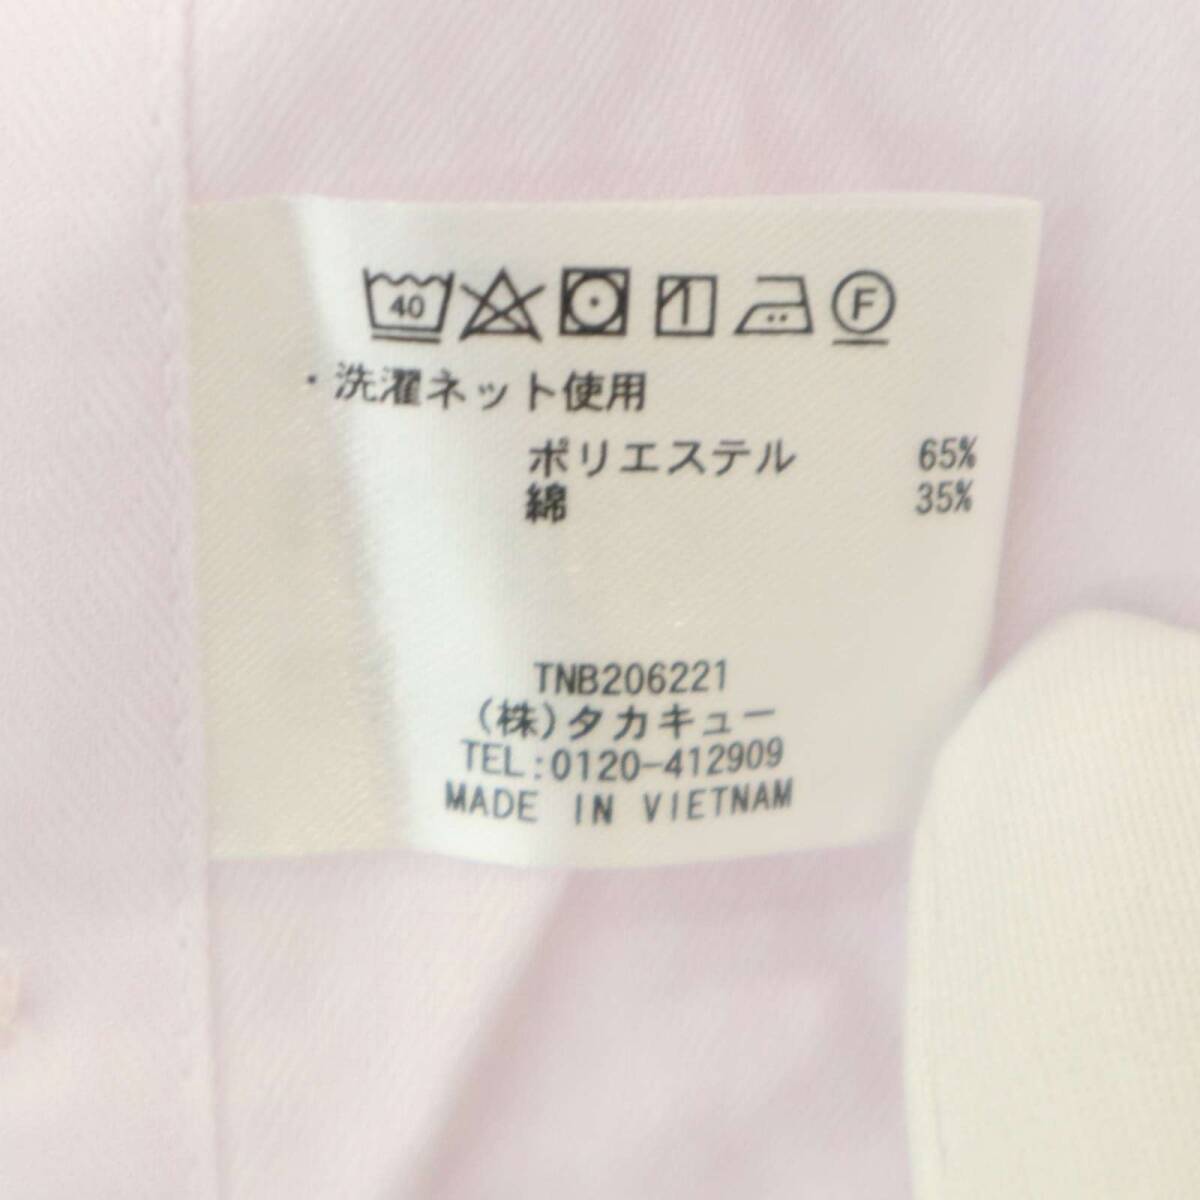 40 F
・洗濯ネット使用
ポリエステル 65%
綿 35%
TNB206221
(株)タカキュー
TEL:0120-412909
MADE IN VIETNAM